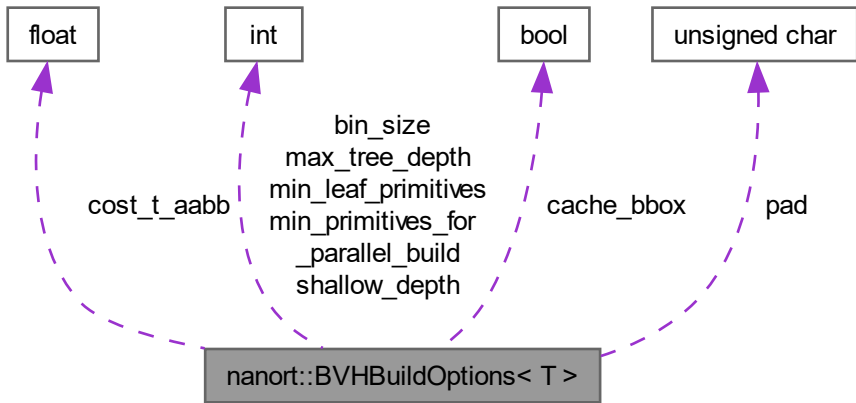 float
int
bool
unsigned char
bin_size
max_tree_depth
min_leaf_primitives
min_primitives_for
_parallel_build
shallow_depth
cost_t_aabb
cache_bbox
pad
nanort::BVHBuildOptions< T >